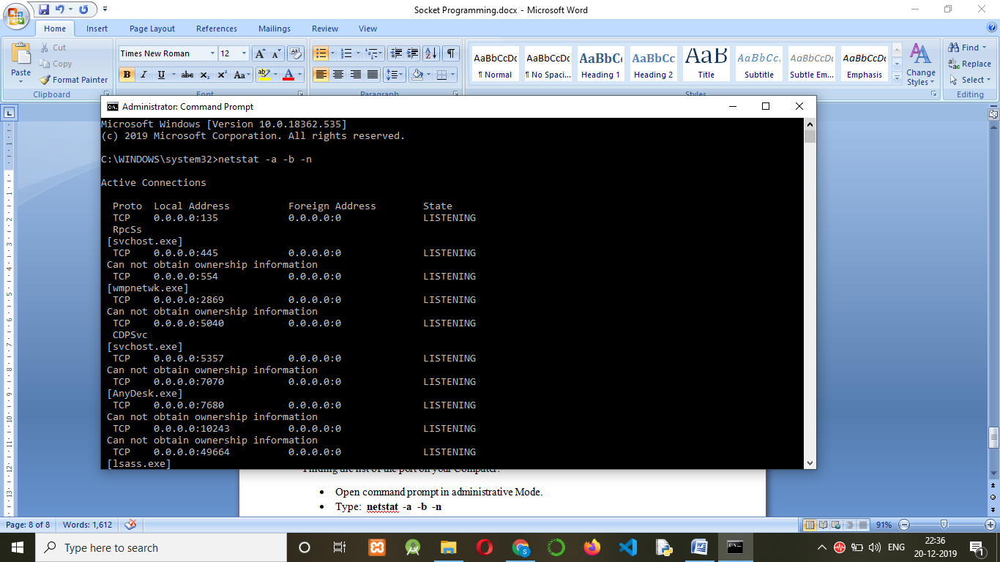 Socket Programming.docx - Microsoft Word
Home Insert Page Layout References Mailings Review View
Paste
Cut
Copy
Format Painter
Clipboard
Times New Roman 12
B I U abc x₂ x² Aa
ab A
Font
Paragraph
AaBbCcDc AaBbCcDc AaBbC AaBbCc AaB AaBbCc. AaBbCcD AaBbCcDc
¶ Normal ¶ No Spaci... Heading 1 Heading 2 Title Subtitle Subtle Em... Emphasis
Change Styles
Styles
Find
Replace
Select
Editing
Administrator: Command Prompt
Microsoft Windows [Version 10.0.18362.535]
(c) 2019 Microsoft Corporation. All rights reserved.
C:\WINDOWS\system32>netstat -a -b -n
Active Connections
Proto Local Address Foreign Address State
TCP 0.0.0.0:135 0.0.0.0:0 LISTENING
RpcSs
[svchost.exe]
TCP 0.0.0.0:445 0.0.0.0:0 LISTENING
Can not obtain ownership information
TCP 0.0.0.0:554 0.0.0.0:0 LISTENING
[wmpnetwk.exe]
TCP 0.0.0.0:2869 0.0.0.0:0 LISTENING
Can not obtain ownership information
TCP 0.0.0.0:5040 0.0.0.0:0 LISTENING
CDPSvc
[svchost.exe]
TCP 0.0.0.0:5357 0.0.0.0:0 LISTENING
Can not obtain ownership information
TCP 0.0.0.0:7070 0.0.0.0:0 LISTENING
[AnyDesk.exe]
TCP 0.0.0.0:7680 0.0.0.0:0 LISTENING
Can not obtain ownership information
TCP 0.0.0.0:10243 0.0.0.0:0 LISTENING
Can not obtain ownership information
TCP 0.0.0.0:49664 0.0.0.0:0 LISTENING
[lsass.exe]
Finding the list of the port on your Computer:
• Open command prompt in administrative Mode.
• Type: netstat -a -b -n
Page: 8 of 8 Words: 1,612 91%
Type here to search
ENG
22:36
20-12-2019
1